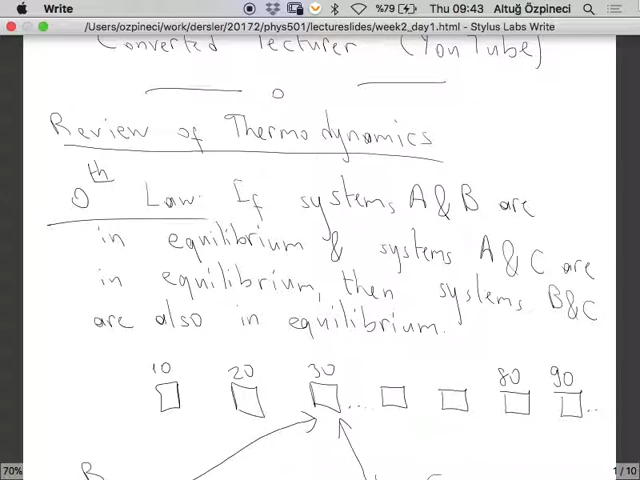 Write %79 Thu 09:43 Altuğ Özpineci
/Users/ozpineci/work/dersler/20172/phys501/lectureslides/week2_day1.html - Stylus Labs Write
Converted lecturer (YouTube)
Review of Thermodynamics
0th Law: If systems A & B are
in equilibrium & systems A & C are
in equilibrium, then systems B & C
are also in equilibrium.
10 20 30 ... 80 90 ..
B
70% 1 / 10